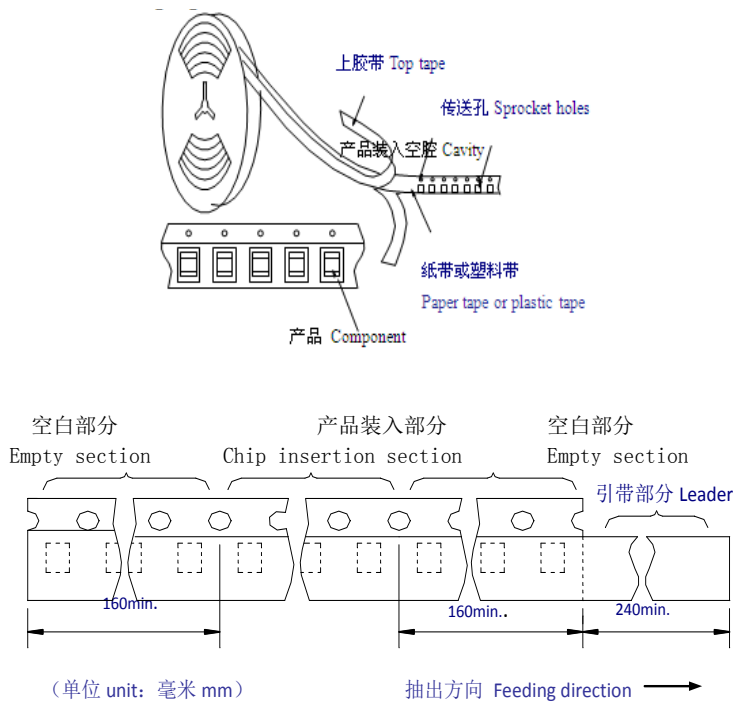 上胶带 Top tape
传送孔 Sprocket holes
产品装入空腔 Cavity
纸带或塑料带
Paper tape or plastic tape
产品 Component
空白部分 产品装入部分 空白部分
Empty section Chip insertion section Empty section
引带部分 Leader
160min. 160min.. 240min.
（单位 unit：毫米 mm） 抽出方向 Feeding direction